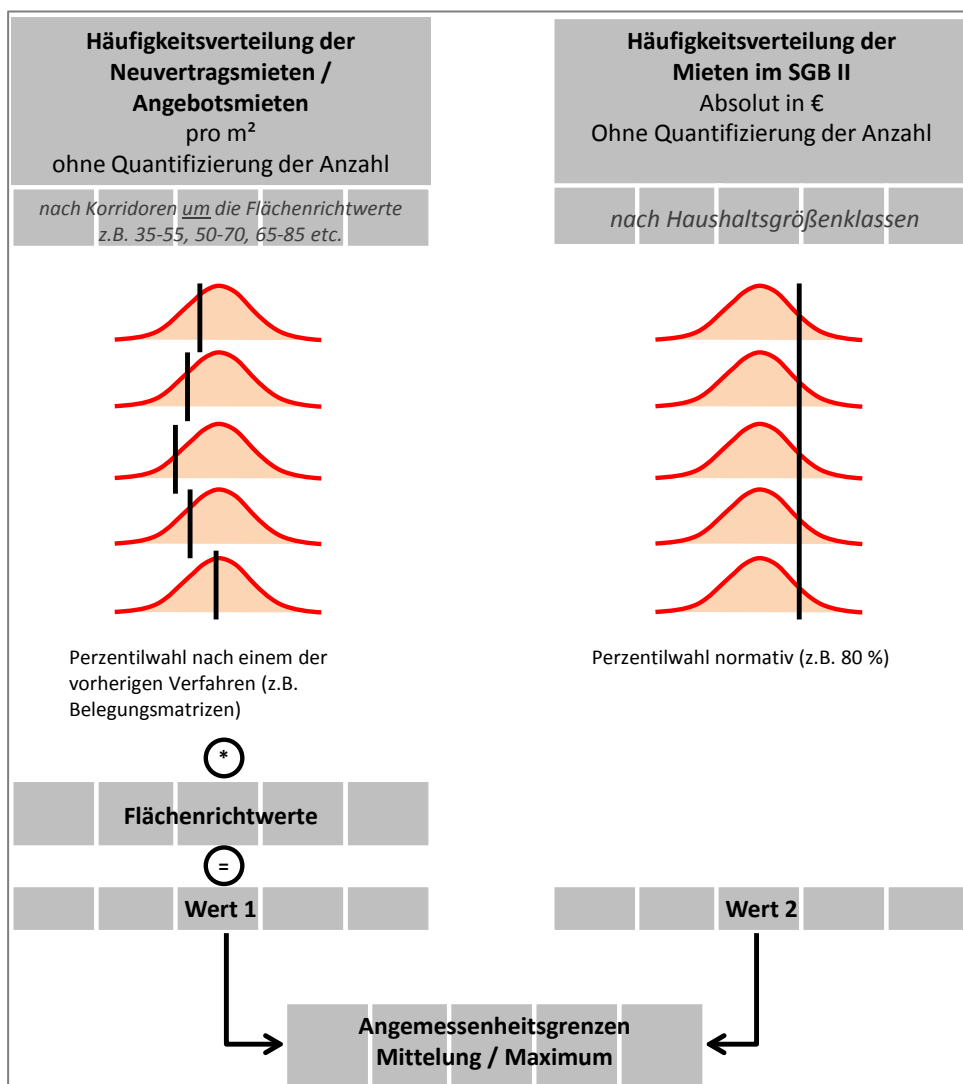 Häufigkeitsverteilung der
Neuvertragsmieten /
Angebotsmieten
pro m²
ohne Quantifizierung der Anzahl
nach Korridoren um die Flächenrichtwerte
z.B. 35-55, 50-70, 65-85 etc.
Perzentilwahl nach einem der
vorherigen Verfahren (z.B.
Belegungsmatrizen)
*
Flächenrichtwerte
=
Wert 1
Häufigkeitsverteilung der
Mieten im SGB II
Absolut in €
Ohne Quantifizierung der Anzahl
nach Haushaltsgrößenklassen
Perzentilwahl normativ (z.B. 80 %)
Wert 2
Angemessenheitsgrenzen
Mittelung / Maximum